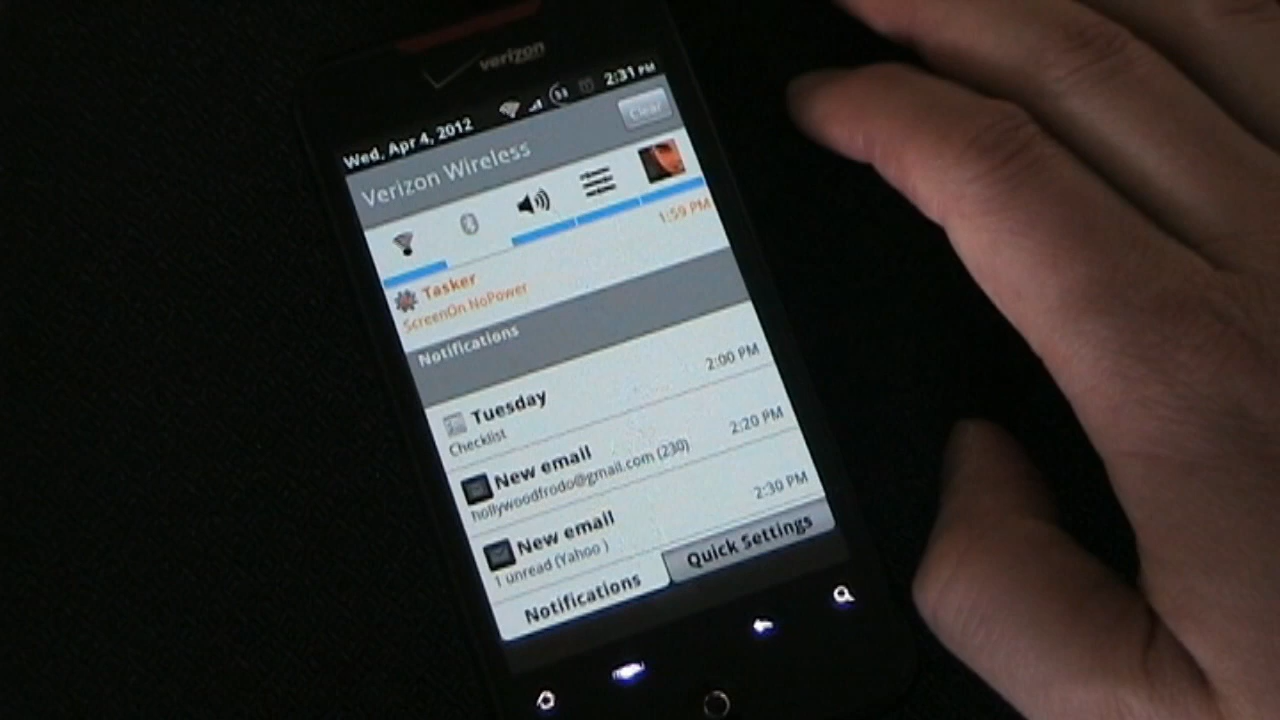 verizon
Wed, Apr 4, 2012 53 2:31 PM
Verizon Wireless Clear
Tasker 1:59 PM
ScreenOn NoPower
Notifications
Tuesday 2:00 PM
Checklist
New email 2:20 PM
hollywoodfrodo@gmail.com (230)
New email 2:30 PM
1 unread (Yahoo )
Notifications Quick Settings
menu